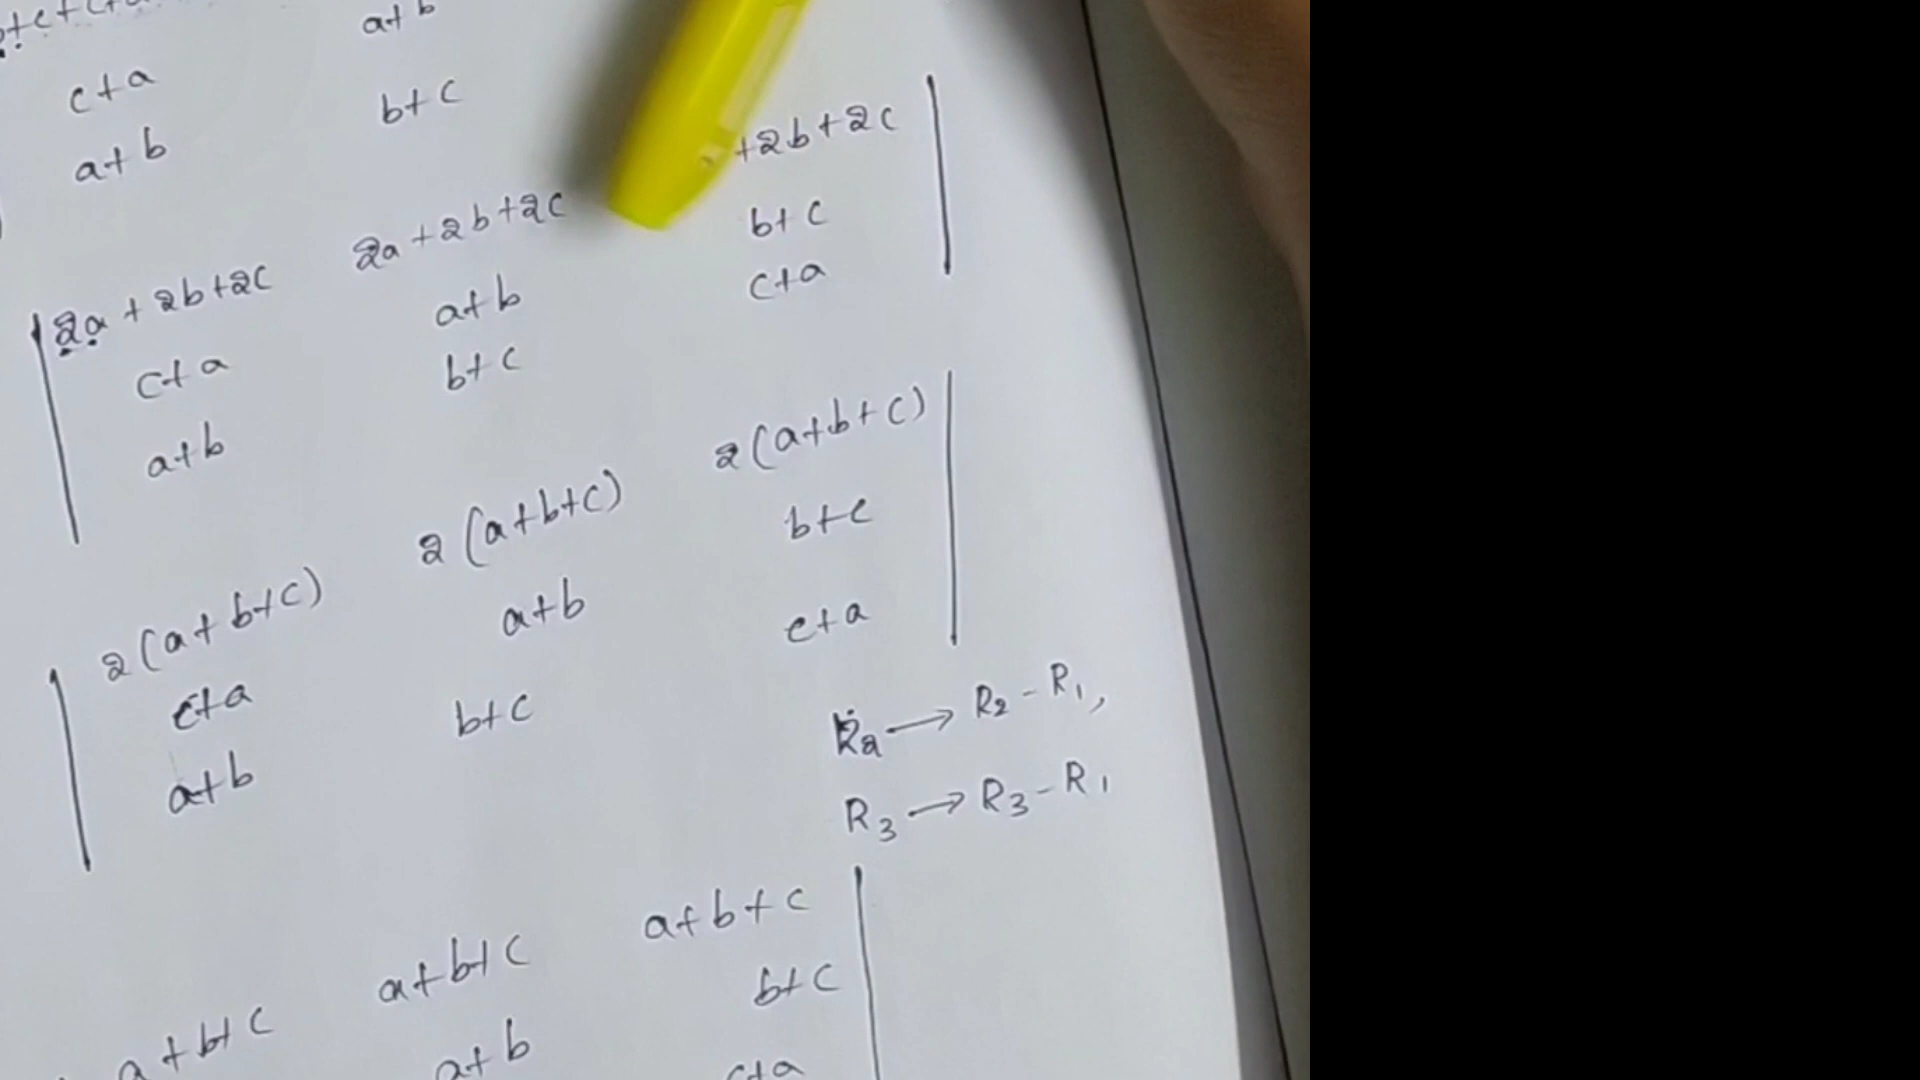 a+b
c+a b+c
a+b
2a+2b+2c 2a+2b+2c +2b+2c
c+a a+b b+c
a+b b+c c+a
2(a+b+c) 2(a+b+c) 2(a+b+c)
c+a a+b b+c
a+b b+c c+a
R2 → R2 - R1,
R3 → R3 - R1
a+b+c a+b+c a+b+c
a+b b+c
c+a